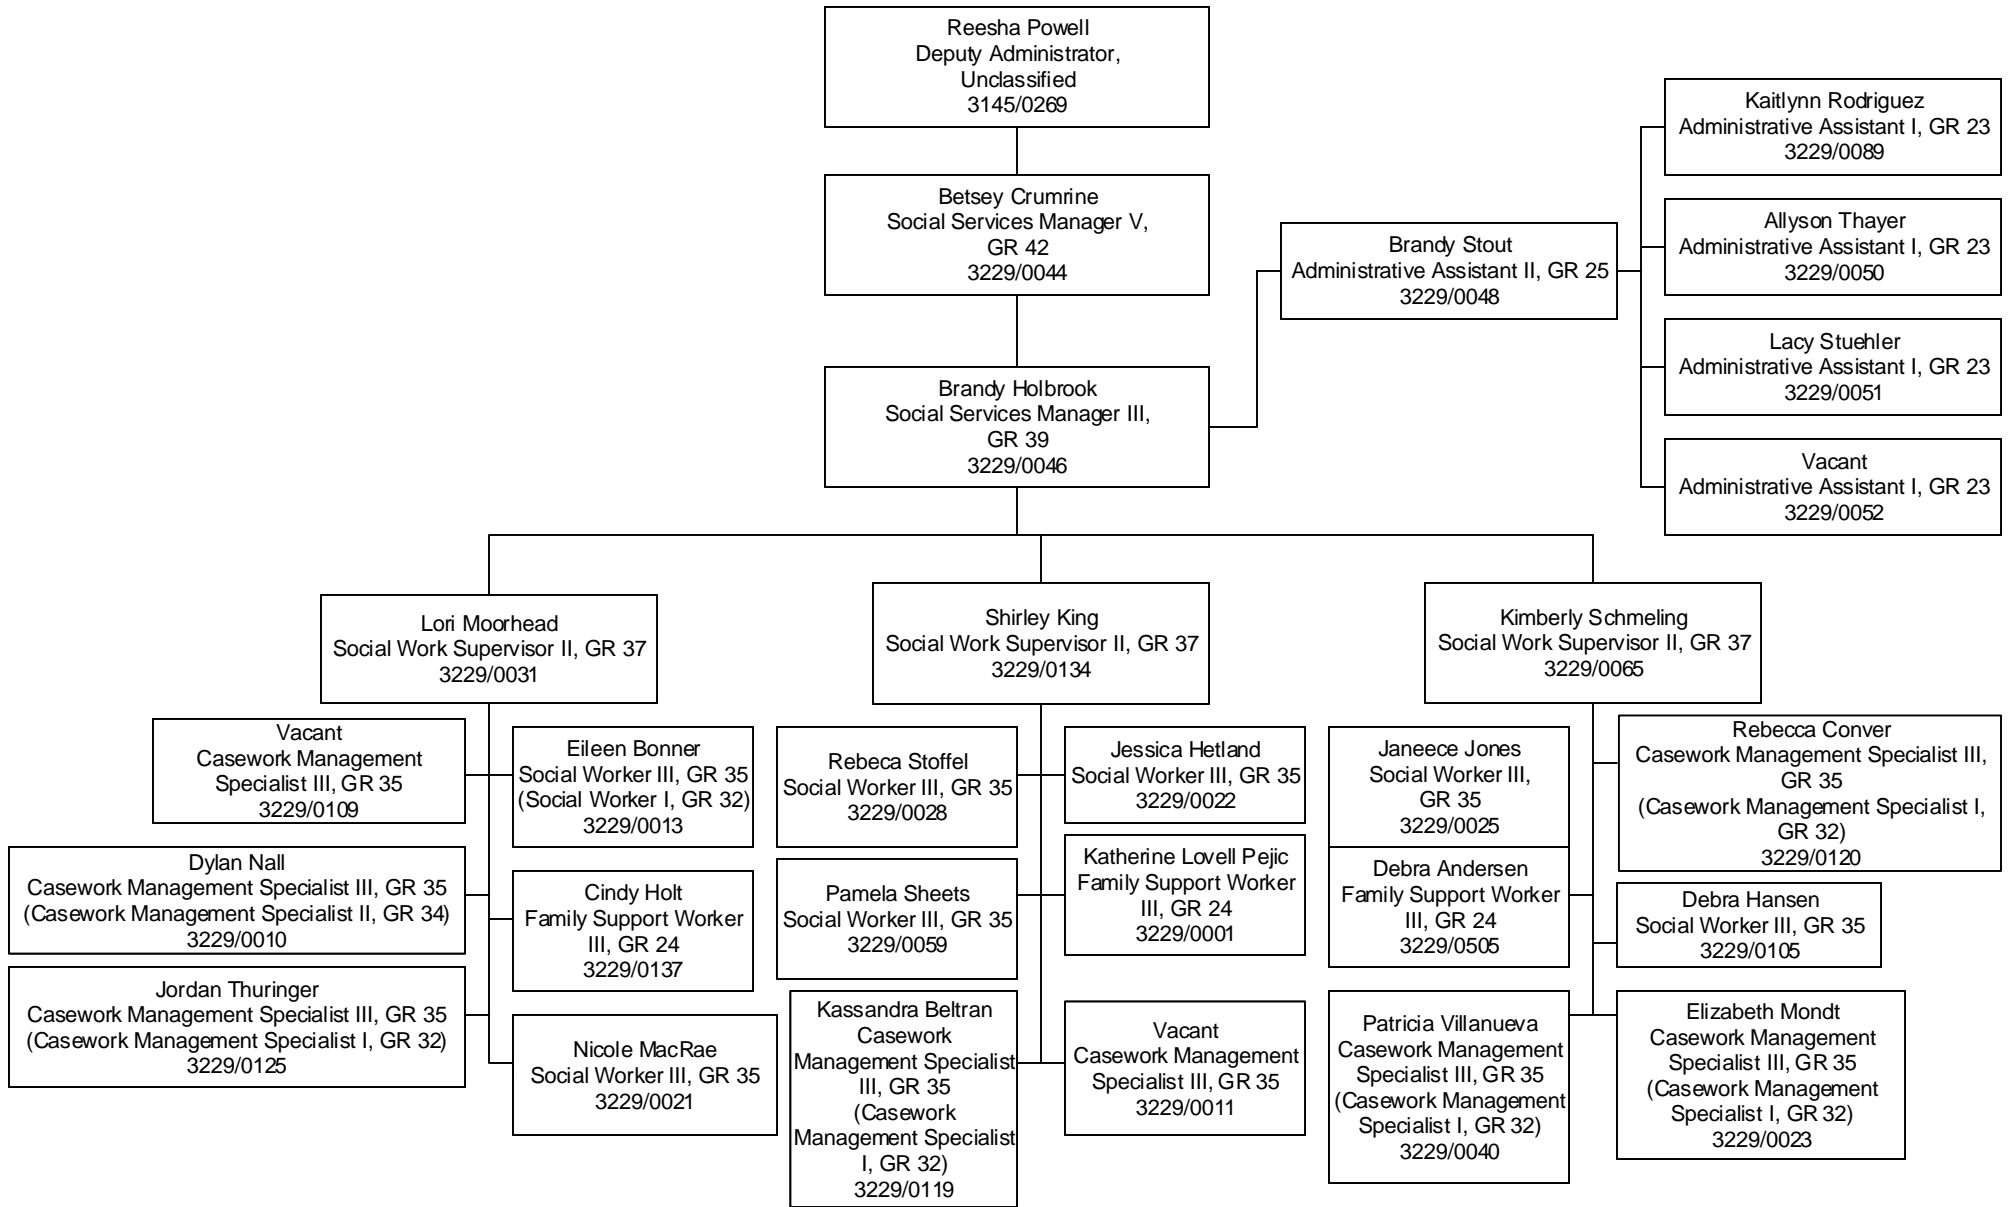 Reesha Powell
Deputy Administrator,
Unclassified
3145/0269
Betsey Crumrine
Social Services Manager V,
GR 42
3229/0044
Brandy Holbrook
Social Services Manager III,
GR 39
3229/0046
Brandy Stout
Administrative Assistant II, GR 25
3229/0048
Kaitlynn Rodriguez
Administrative Assistant I, GR 23
3229/0089
Allyson Thayer
Administrative Assistant I, GR 23
3229/0050
Lacy Stuehler
Administrative Assistant I, GR 23
3229/0051
Vacant
Administrative Assistant I, GR 23
3229/0052
Lori Moorhead
Social Work Supervisor II, GR 37
3229/0031
Vacant
Casework Management
Specialist III, GR 35
3229/0109
Eileen Bonner
Social Worker III, GR 35
(Social Worker I, GR 32)
3229/0013
Dylan Nall
Casework Management Specialist III, GR 35
(Casework Management Specialist II, GR 34)
3229/0010
Cindy Holt
Family Support Worker
III, GR 24
3229/0137
Jordan Thuringer
Casework Management Specialist III, GR 35
(Casework Management Specialist I, GR 32)
3229/0125
Nicole MacRae
Social Worker III, GR 35
3229/0021
Shirley King
Social Work Supervisor II, GR 37
3229/0134
Rebeca Stoffel
Social Worker III, GR 35
3229/0028
Jessica Hetland
Social Worker III, GR 35
3229/0022
Pamela Sheets
Social Worker III, GR 35
3229/0059
Katherine Lovell Pejic
Family Support Worker
III, GR 24
3229/0001
Kassandra Beltran
Casework
Management Specialist
III, GR 35
(Casework
Management Specialist
I, GR 32)
3229/0119
Vacant
Casework Management
Specialist III, GR 35
3229/0011
Kimberly Schmeling
Social Work Supervisor II, GR 37
3229/0065
Janeece Jones
Social Worker III,
GR 35
3229/0025
Rebecca Conver
Casework Management Specialist III,
GR 35
(Casework Management Specialist I,
GR 32)
3229/0120
Debra Andersen
Family Support Worker
III, GR 24
3229/0505
Debra Hansen
Social Worker III, GR 35
3229/0105
Patricia Villanueva
Casework Management
Specialist III, GR 35
(Casework Management
Specialist I, GR 32)
3229/0040
Elizabeth Mondt
Casework Management
Specialist III, GR 35
(Casework Management
Specialist I, GR 32)
3229/0023